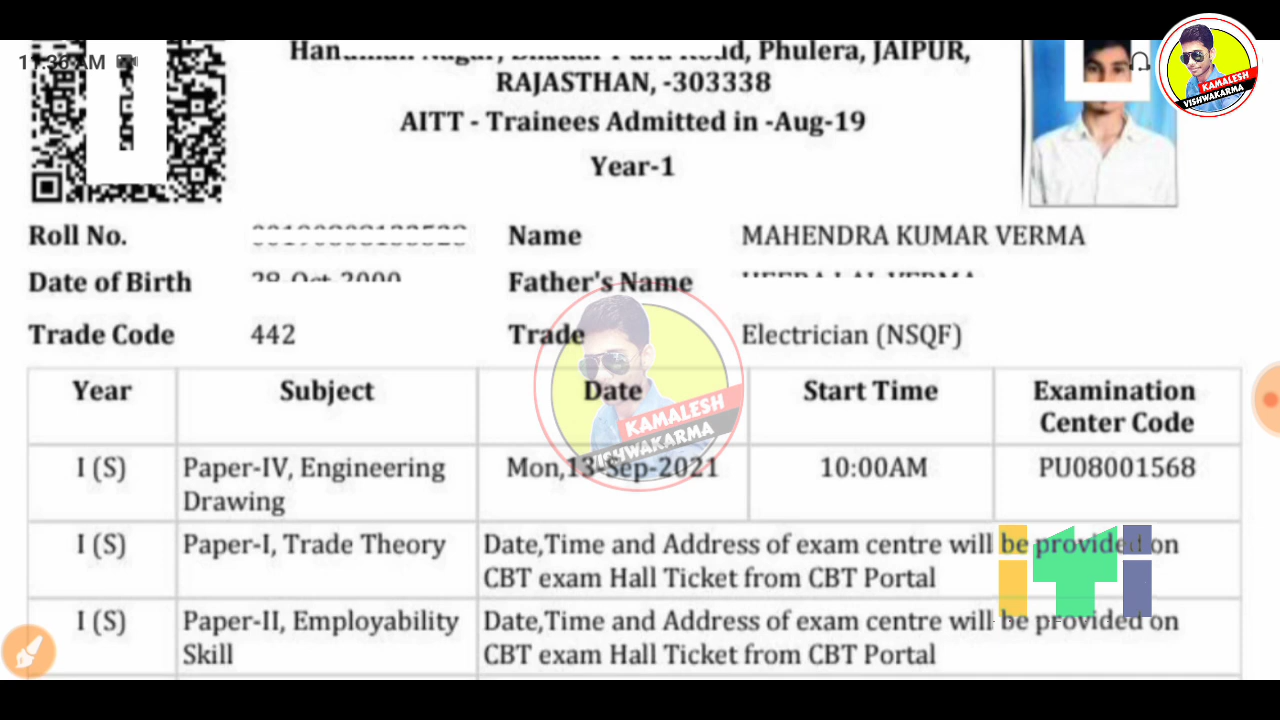 11:36 AM
Road, Phulera, JAIPUR,
RAJASTHAN, -303338
AITT - Trainees Admitted in -Aug-19
Year-1
Roll No. Name MAHENDRA KUMAR VERMA
Date of Birth Father's Name
Trade Code 442 Trade Electrician (NSQF)
Year Subject Date Start Time Examination
Center Code
I (S) Paper-IV, Engineering Mon,13-Sep-2021 10:00AM PU08001568
Drawing
I (S) Paper-I, Trade Theory Date,Time and Address of exam centre will be provided on
CBT exam Hall Ticket from CBT Portal
I (S) Paper-II, Employability Date,Time and Address of exam centre will be provided on
Skill CBT exam Hall Ticket from CBT Portal
KAMALESH
VISHWAKARMA
KAMALESH
VISHWAKARMA
iTi